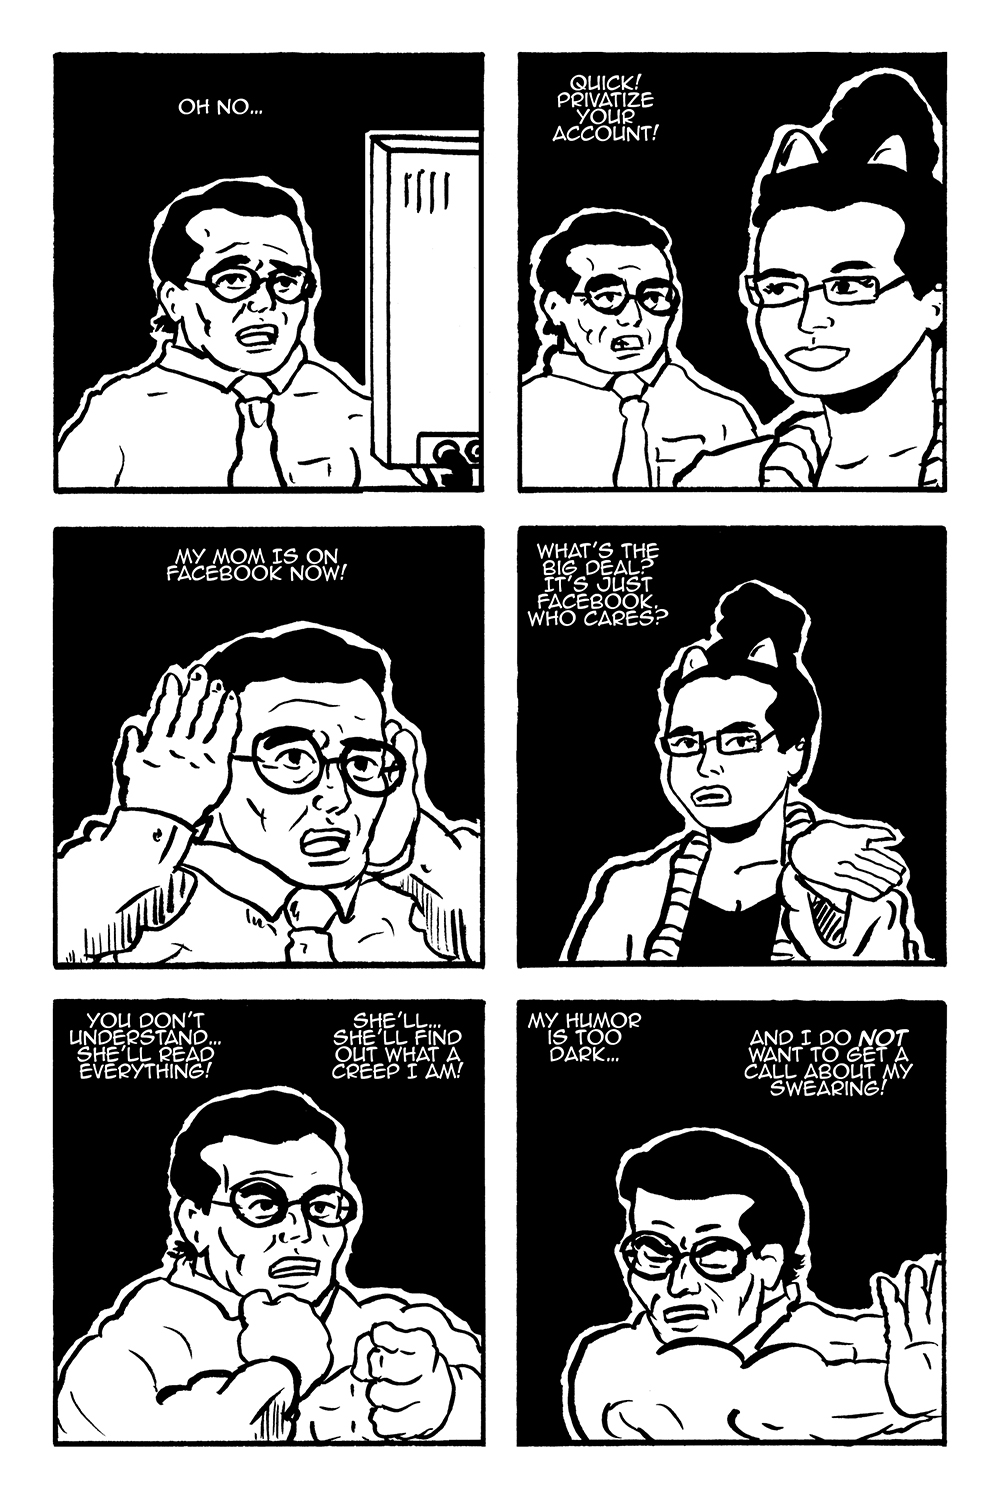 OH NO...
QUICK!
PRIVATIZE
YOUR
ACCOUNT!
MY MOM IS ON
FACEBOOK NOW!
WHAT'S THE
BIG DEAL?
IT'S JUST
FACEBOOK.
WHO CARES?
YOU DON'T
UNDERSTAND...
SHE'LL READ
EVERYTHING!
SHE'LL...
SHE'LL FIND
OUT WHAT A
CREEP I AM!
MY HUMOR
IS TOO
DARK...
AND I DO NOT
WANT TO GET A
CALL ABOUT MY
SWEARING!